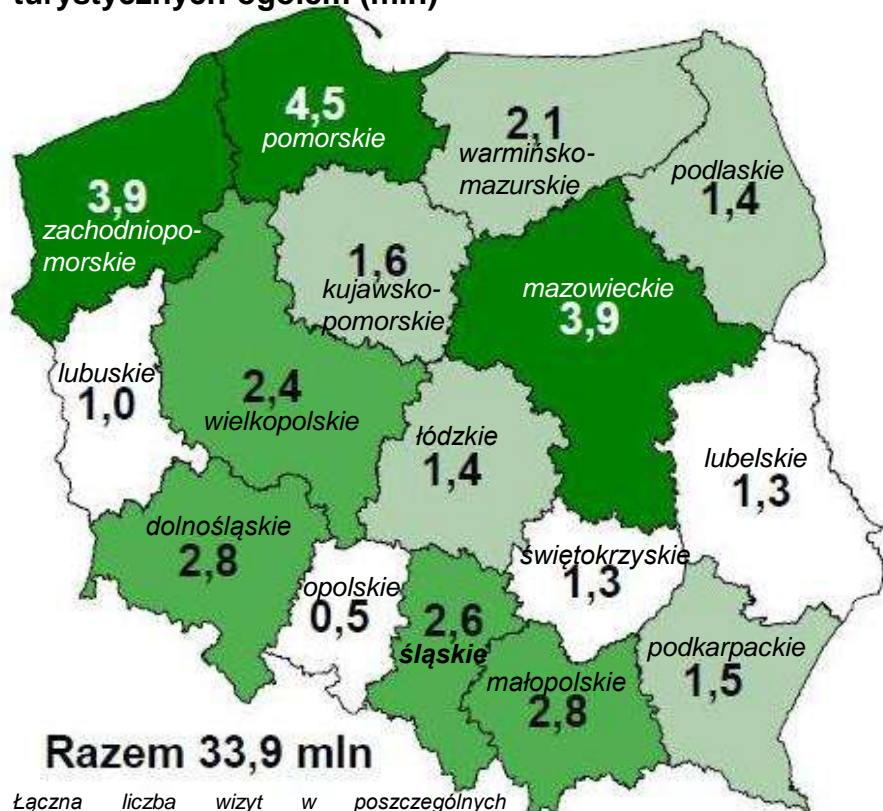 turystycznych ogółem (mln)
4,5
pomorskie
2,1
warmińsko-
mazurskie
podlaskie
1,4
3,9
zachodniopo-
morskie
1,6
kujawsko-
pomorskie
mazowieckie
3,9
lubuskie
1,0
2,4
wielkopolskie
łódzkie
1,4
lubelskie
1,3
dolnośląskie
2,8
opolskie
0,5
2,6
śląskie
świętokrzyskie
1,3
małopolskie
2,8
podkarpackie
1,5
Razem 33,9 mln
Łączna liczba wizyt w poszczególnych